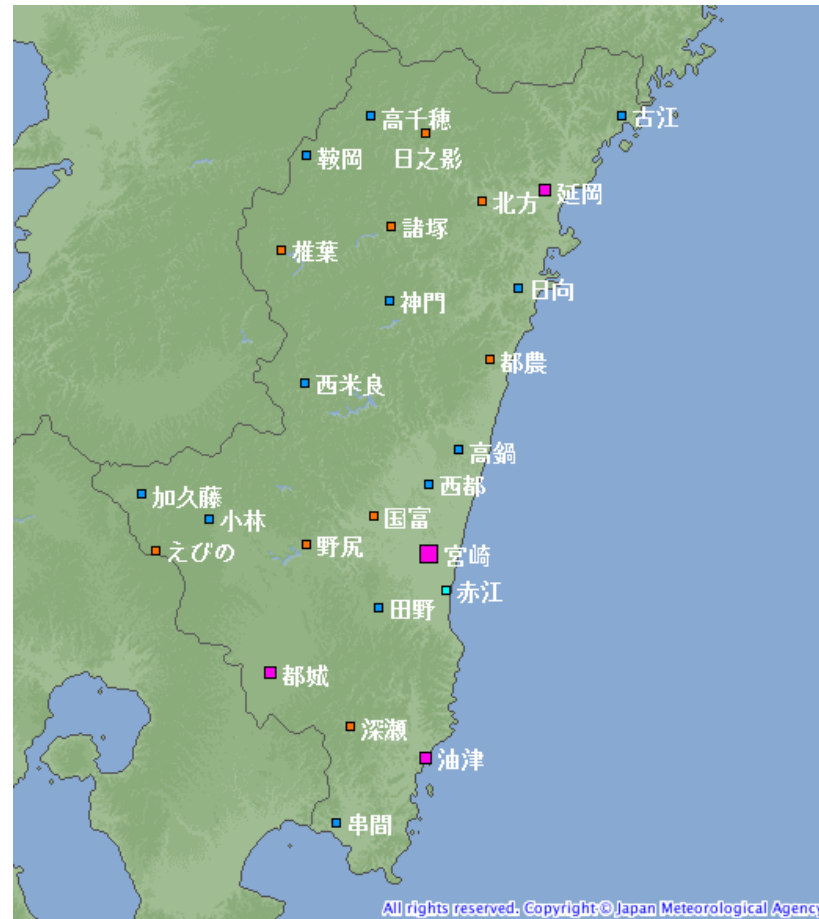 高千穂
古江
日之影
鞍岡
延岡
北方
諸塚
椎葉
日向
神門
都農
西米良
高鍋
西都
加久藤
国富
小林
野尻
えびの
宮崎
赤江
田野
都城
深瀬
油津
串間
All rights reserved. Copyright © Japan Meteorological Agency